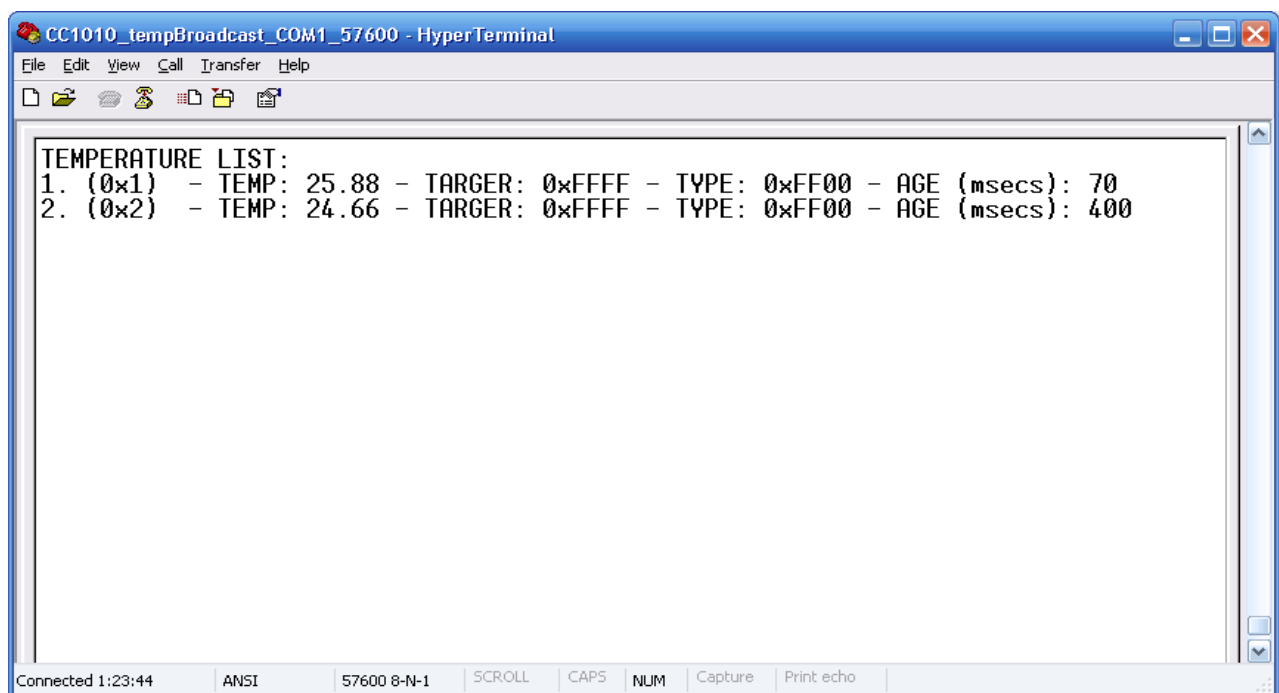 CC1010_tempBroadcast_COM1_57600 - HyperTerminal
File Edit View Call Transfer Help
TEMPERATURE LIST:
1. (0x1)  - TEMP: 25.88 - TARGER: 0xFFFF - TYPE: 0xFF00 - AGE (msecs): 70
2. (0x2)  - TEMP: 24.66 - TARGER: 0xFFFF - TYPE: 0xFF00 - AGE (msecs): 400
Connected 1:23:44 ANSI 57600 8-N-1 SCROLL CAPS NUM Capture Print echo